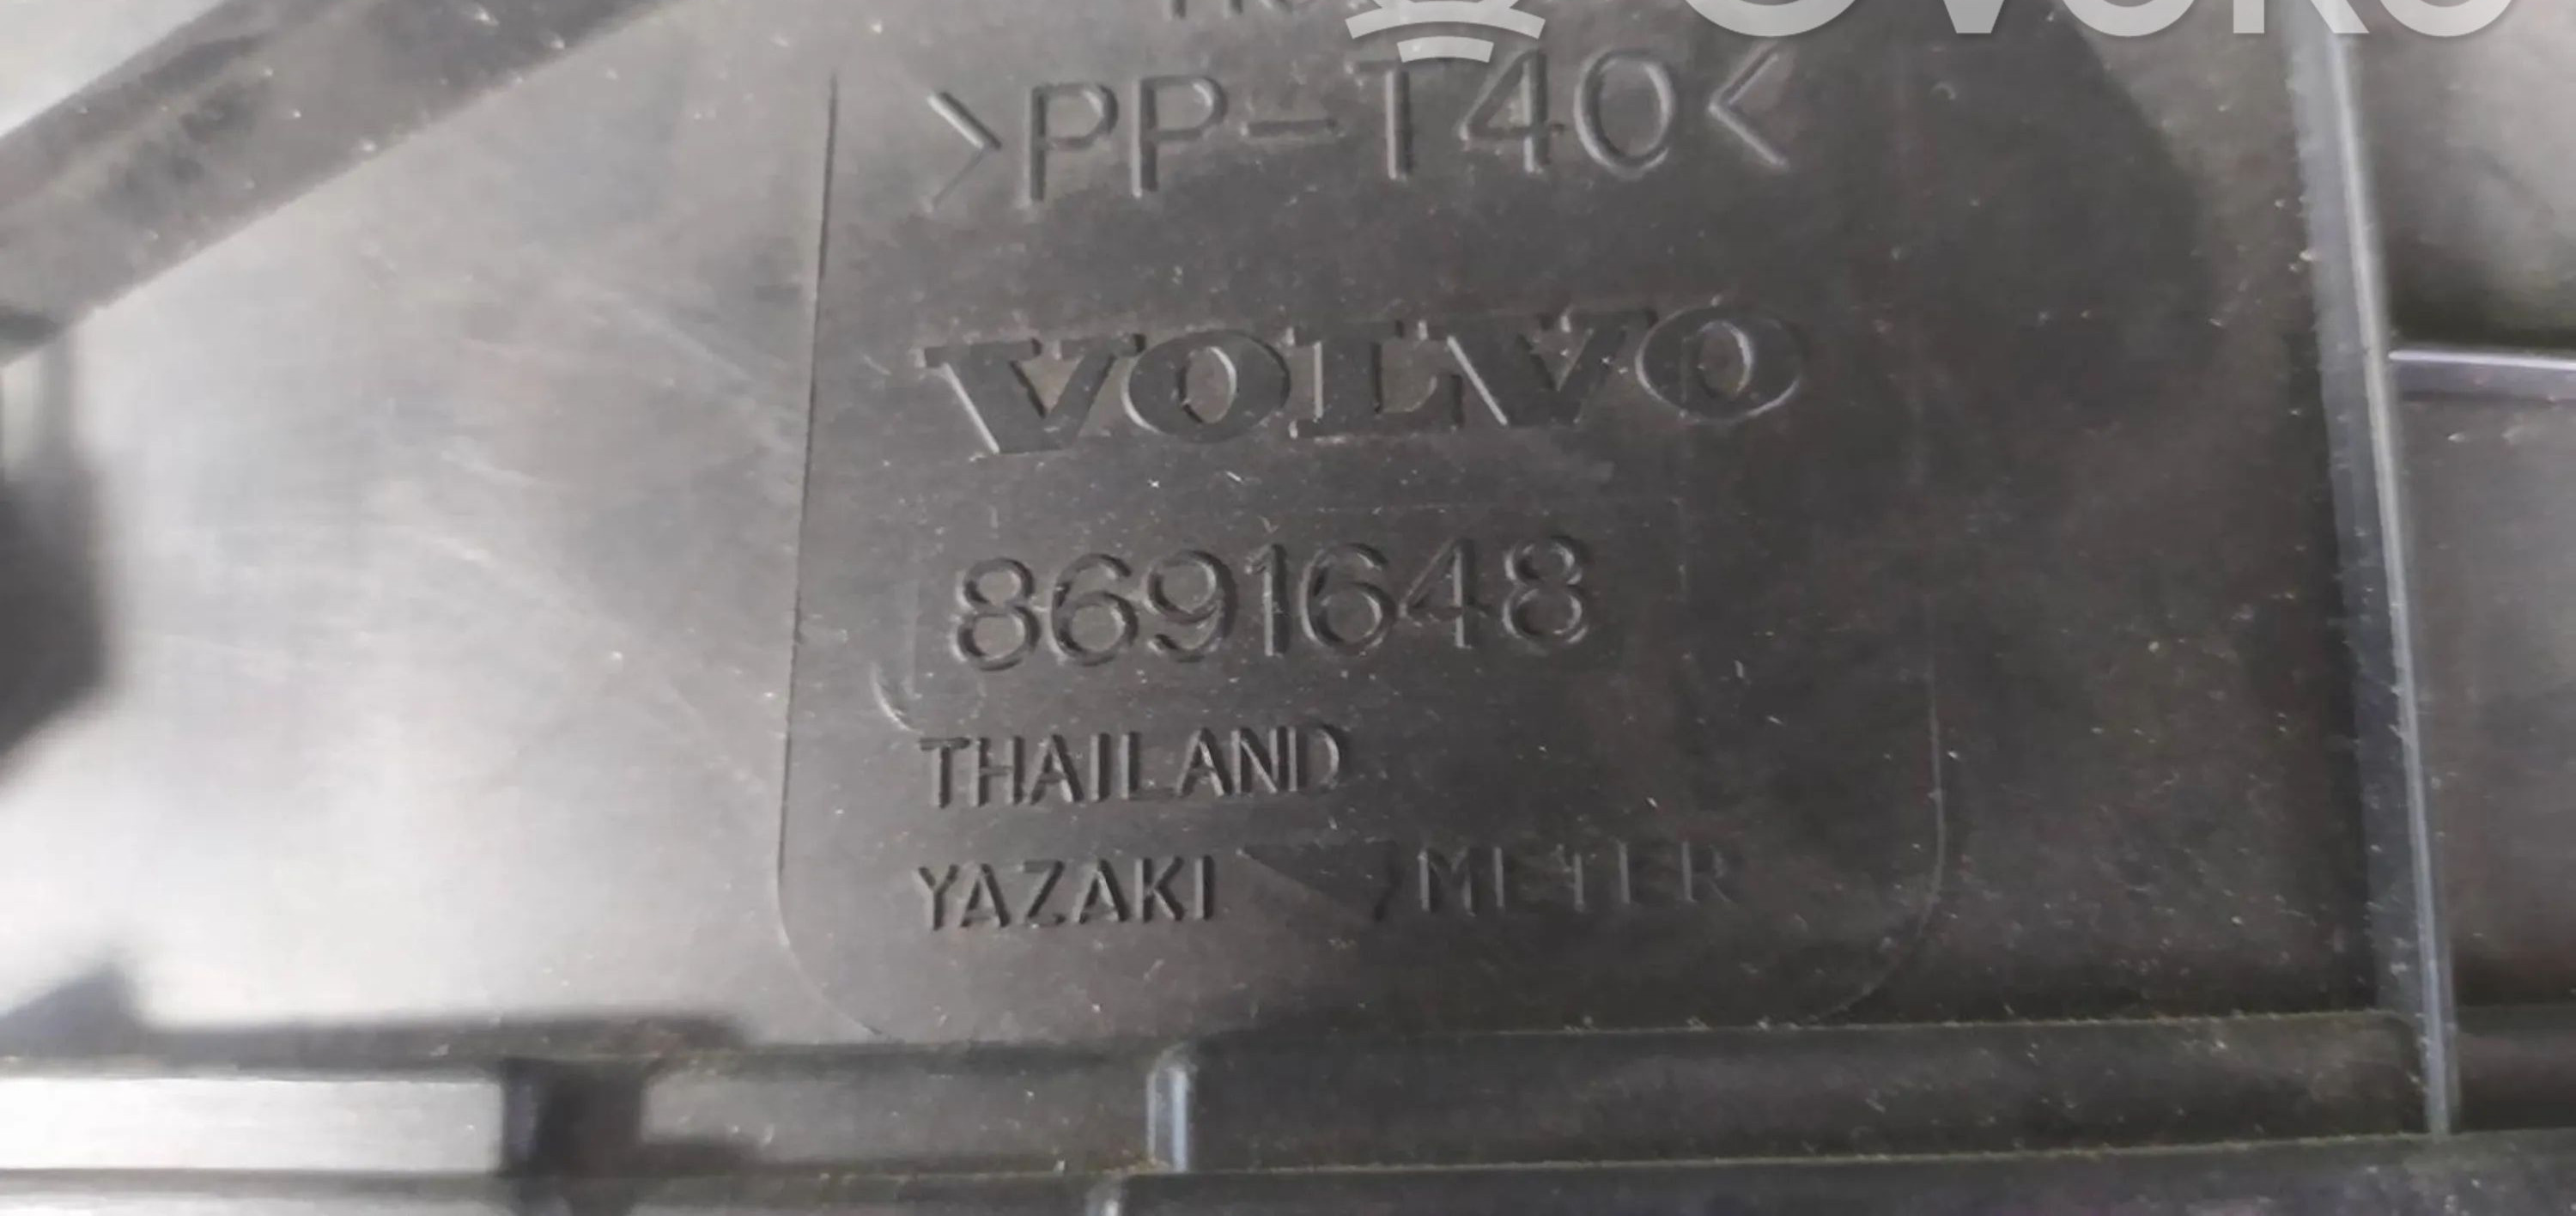 >PP-T40<
VOLVO
8691648
THAILAND
YAZAKI METER